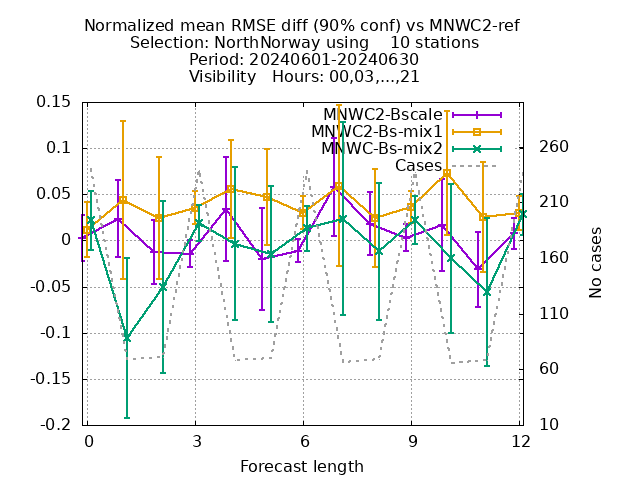 Normalized mean RMSE diff (90% conf) vs MNWC2-ref
Selection: NorthNorway using    10 stations
Period: 20240601-20240630
Visibility   Hours: 00,03,...,21
MNWC2-Bscale
MNWC2-Bs-mix1
MNWC-Bs-mix2
Cases
0.15
0.1
0.05
0
-0.05
-0.1
-0.15
-0.2
260
210
160
110
60
10
No cases
0 3 6 9 12
Forecast length